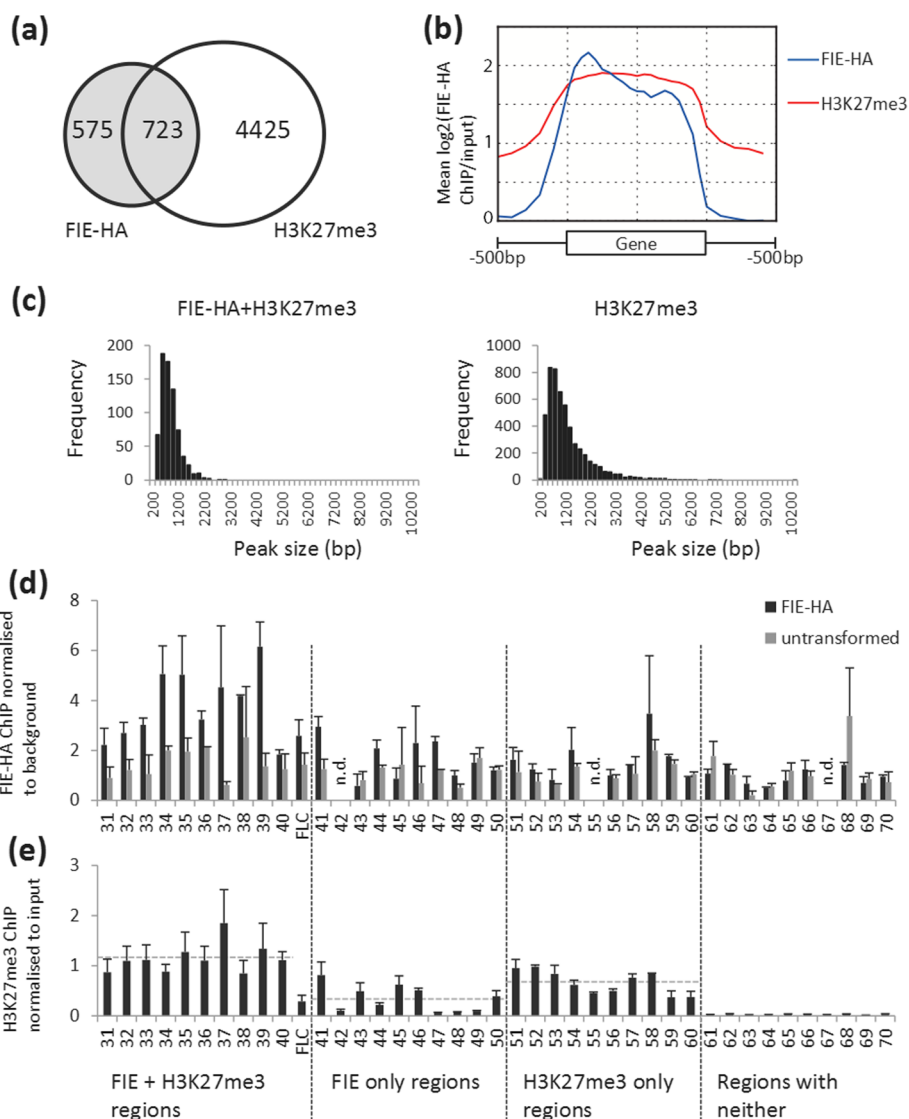 (a)
575 723 4425
FIE-HA
H3K27me3
(b)
Mean log2(FIE-HA
ChIP/input)
2
1
0
FIE-HA
H3K27me3
Gene
-500bp -500bp
(c)
FIE-HA+H3K27me3
Frequency
200
150
100
50
0
200 1200 2200 3200 4200 5200 6200 7200 8200 9200 10200
Peak size (bp)
H3K27me3
Frequency
1000
800
600
400
200
0
200 1200 2200 3200 4200 5200 6200 7200 8200 9200 10200
Peak size (bp)
(d)
FIE-HA ChIP normalised
to background
8
6
4
2
0
FIE-HA
untransformed
n.d. n.d. n.d.
31 32 33 34 35 36 37 38 39 40 FLC 41 42 43 44 45 46 47 48 49 50 51 52 53 54 55 56 57 58 59 60 61 62 63 64 65 66 67 68 69 70
(e)
H3K27me3 ChIP
normalised to input
3
2
1
0
31 32 33 34 35 36 37 38 39 40 FLC 41 42 43 44 45 46 47 48 49 50 51 52 53 54 55 56 57 58 59 60 61 62 63 64 65 66 67 68 69 70
FIE + H3K27me3
regions
FIE only regions
H3K27me3 only
regions
Regions with
neither